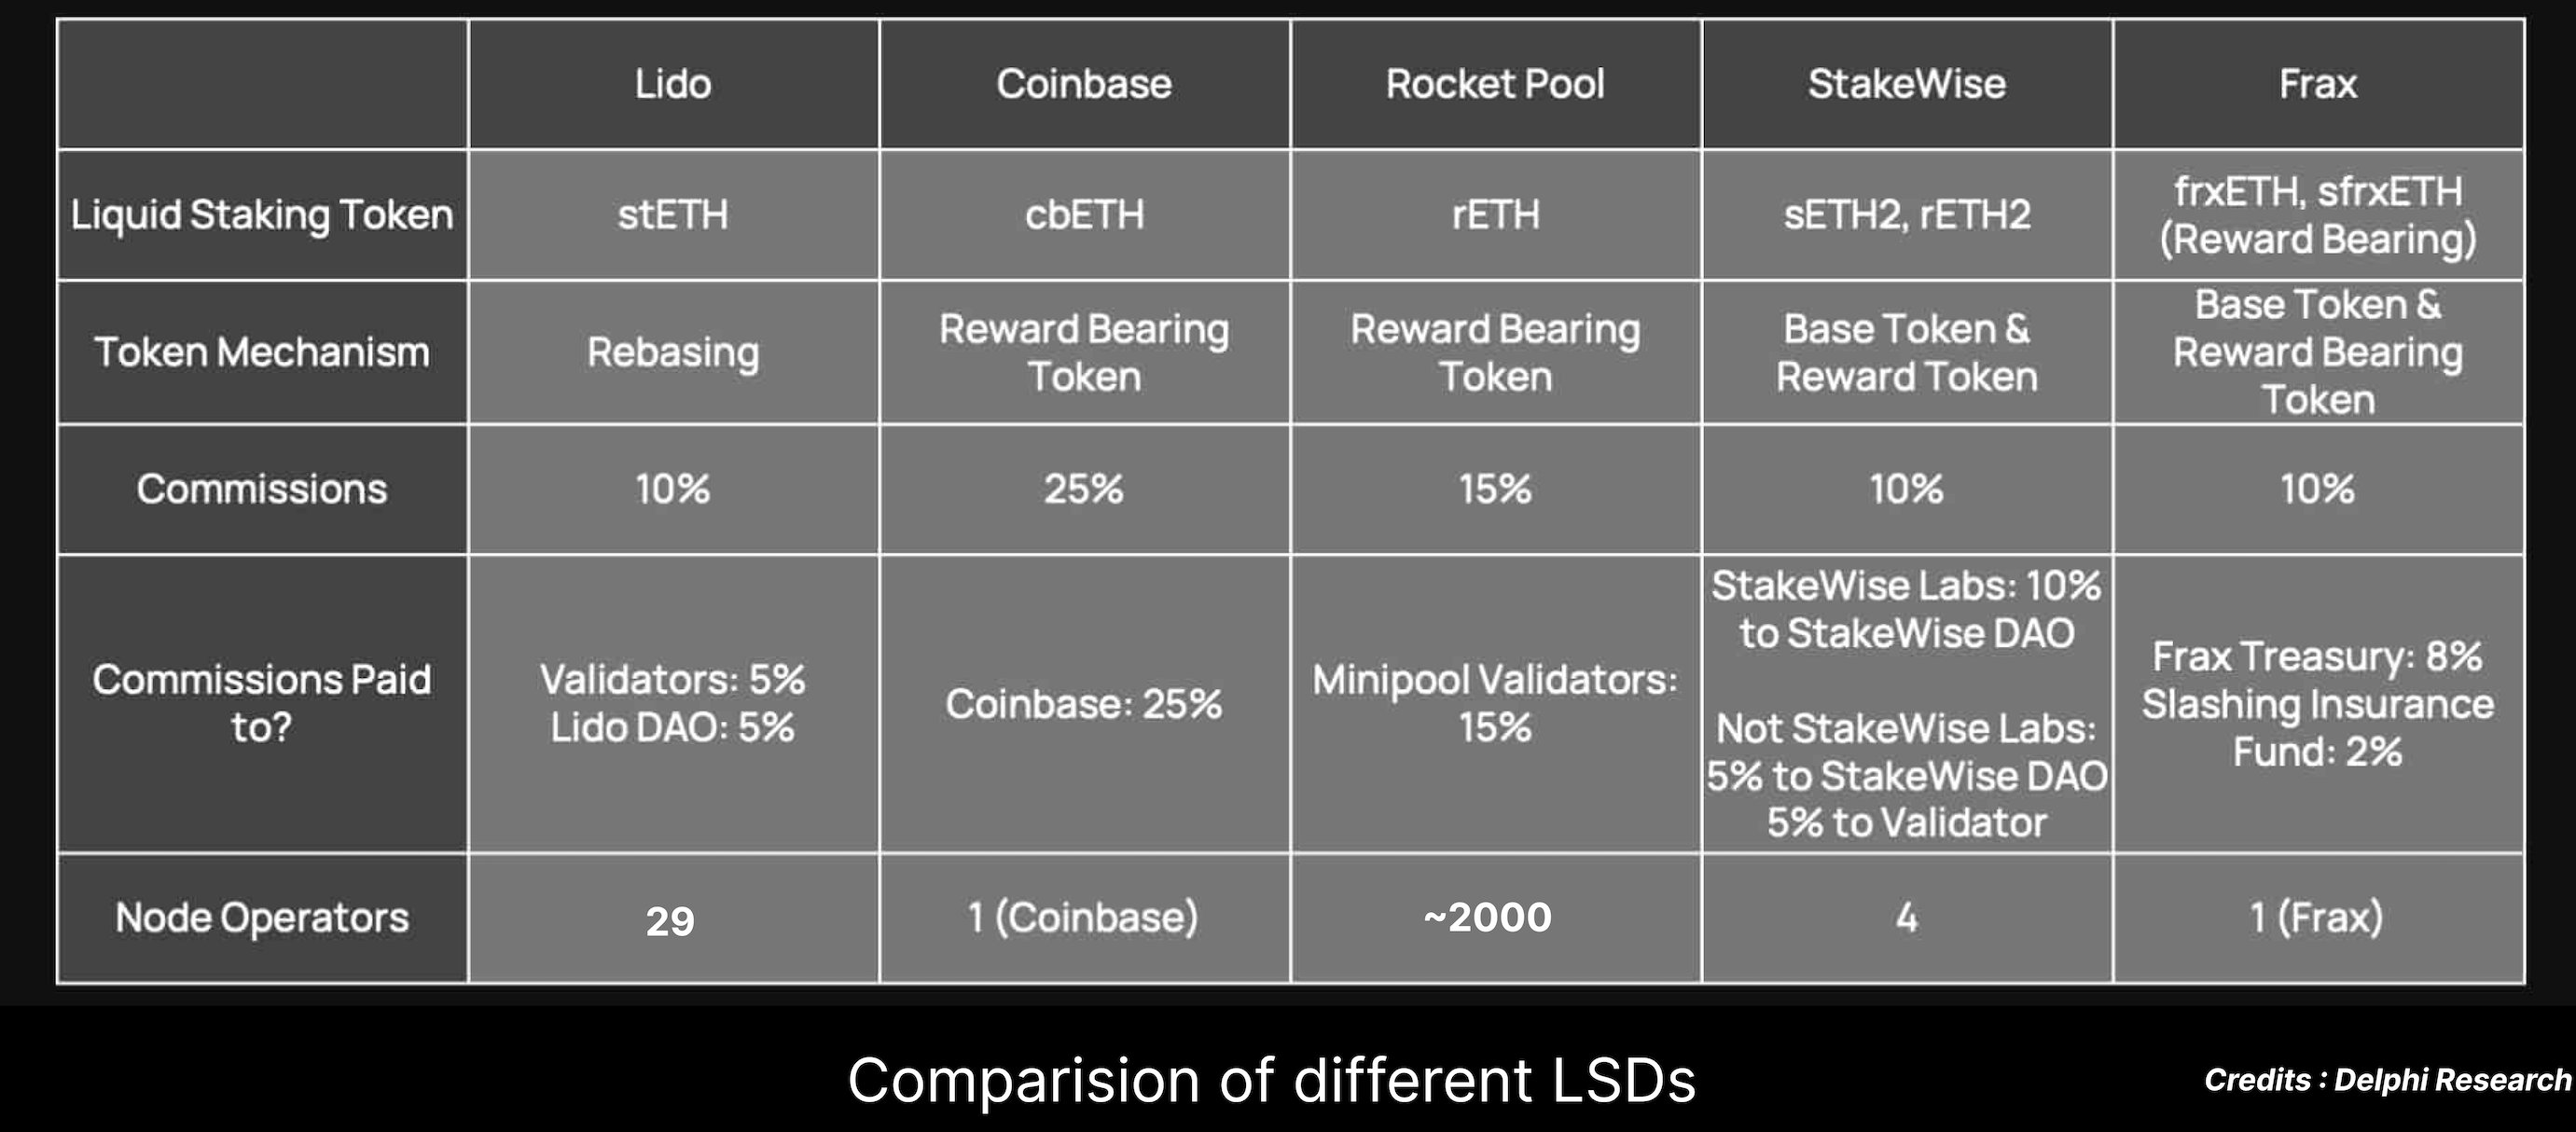 Lido
Coinbase
Rocket Pool
StakeWise
Frax
Liquid Staking Token
stETH
cbETH
rETH
sETH2, rETH2
frxETH, sfrxETH
(Reward Bearing)
Token Mechanism
Rebasing
Reward Bearing
Token
Reward Bearing
Token
Base Token &
Reward Token
Base Token &
Reward Bearing
Token
Commissions
10%
25%
15%
10%
10%
Commissions Paid
to?
Validators: 5%
Lido DAO: 5%
Coinbase: 25%
Minipool Validators:
15%
StakeWise Labs: 10%
to StakeWise DAO
Not StakeWise Labs:
5% to StakeWise DAO
5% to Validator
Frax Treasury: 8%
Slashing Insurance
Fund: 2%
Node Operators
29
1 (Coinbase)
~2000
4
1 (Frax)
Comparision of different LSDs
Credits : Delphi Research